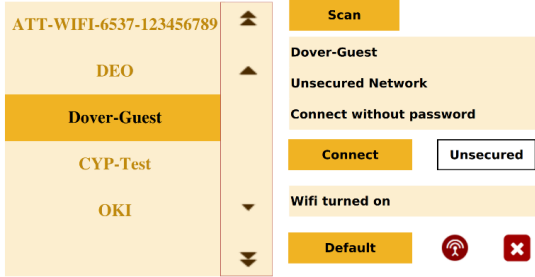 ATT-WIFI-6537-123456789
DEO
Dover-Guest
CYP-Test
OKI
Scan
Dover-Guest
Unsecured Network
Connect without password
Connect
Unsecured
Wifi turned on
Default